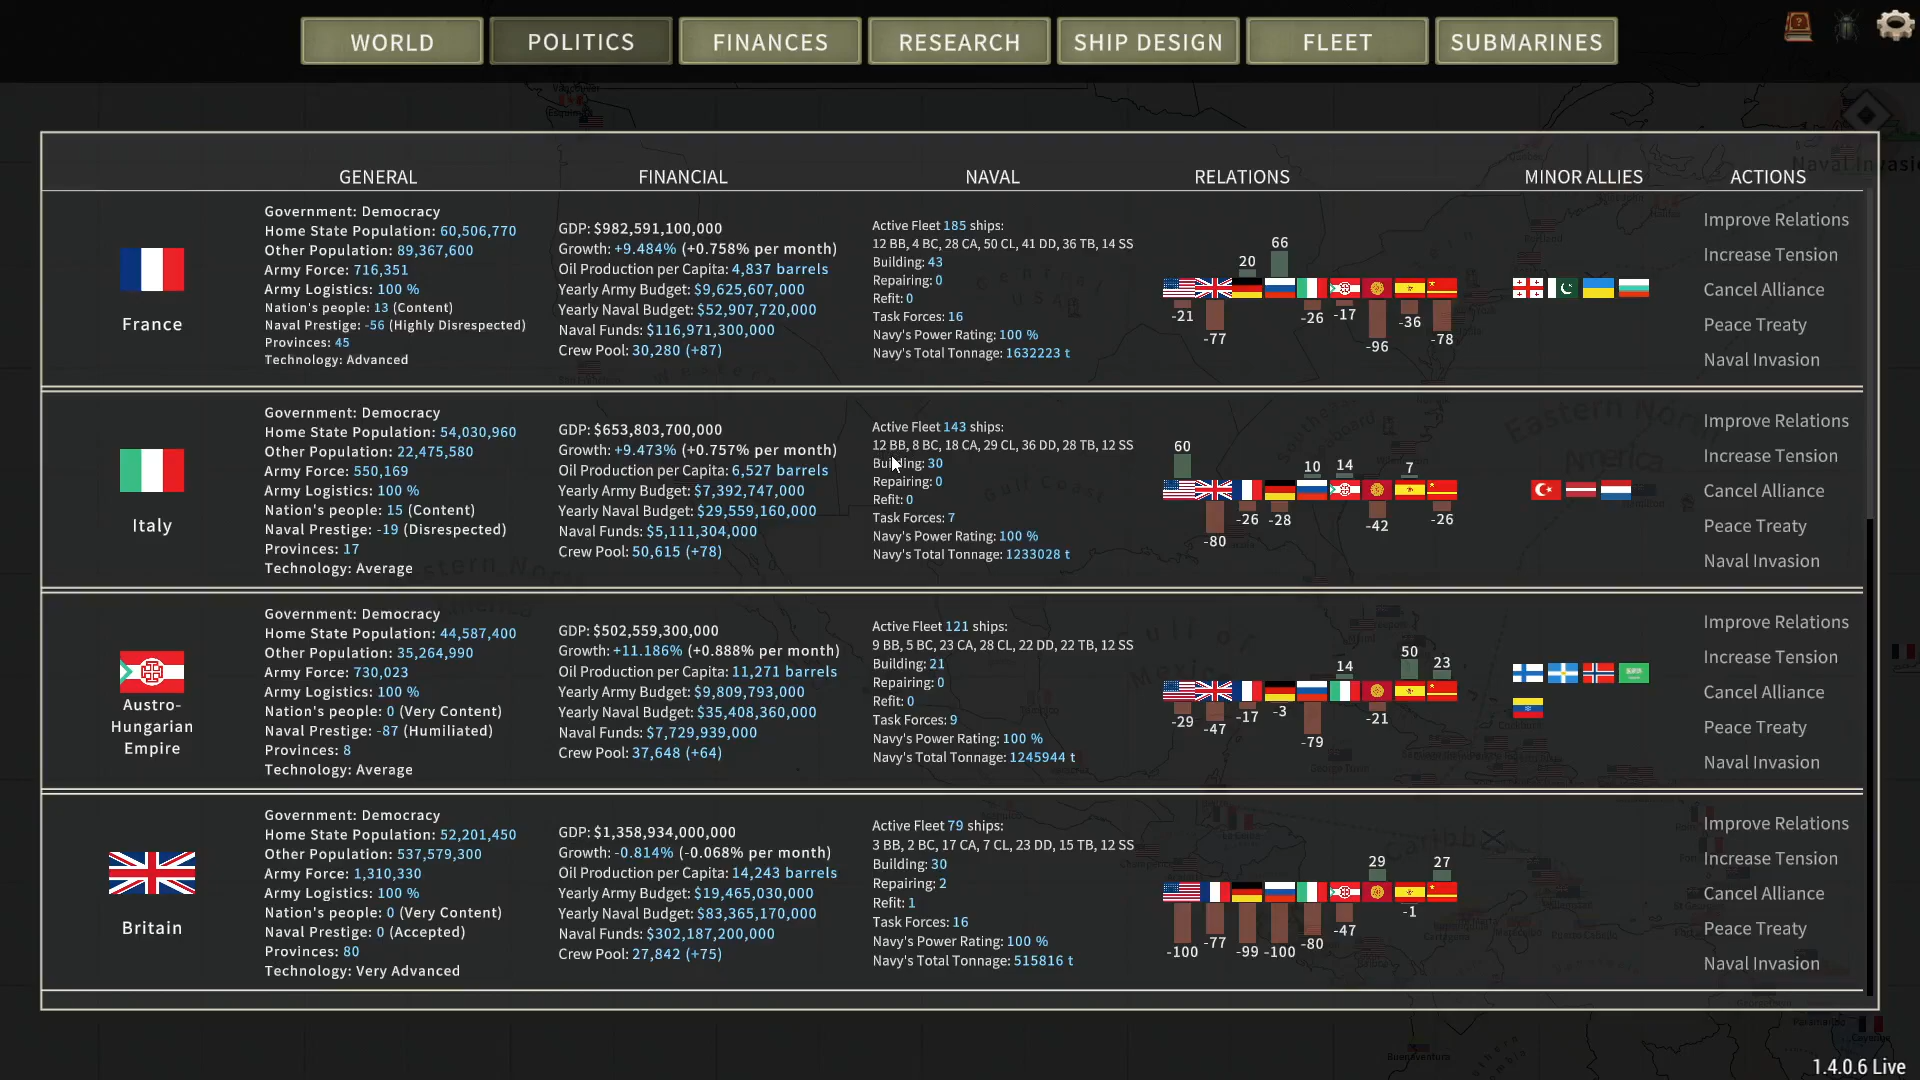 WORLD
POLITICS
FINANCES
RESEARCH
SHIP DESIGN
FLEET
SUBMARINES
GENERAL
FINANCIAL
NAVAL
RELATIONS
MINOR ALLIES
ACTIONS
France
Government: Democracy
Home State Population: 60,506,770
Other Population: 89,367,600
Army Force: 716,351
Army Logistics: 100 %
Nation's people: 13 (Content)
Naval Prestige: -56 (Highly Disrespected)
Provinces: 45
Technology: Advanced
GDP: $982,591,100,000
Growth: +9.484% (+0.758% per month)
Oil Production per Capita: 4,837 barrels
Yearly Army Budget: $9,625,607,000
Yearly Naval Budget: $52,907,720,000
Naval Funds: $116,971,300,000
Crew Pool: 30,280 (+87)
Active Fleet 185 ships:
12 BB, 4 BC, 28 CA, 50 CL, 41 DD, 36 TB, 14 SS
Building: 43
Repairing: 0
Refit: 0
Task Forces: 16
Navy's Power Rating: 100 %
Navy's Total Tonnage: 1632223 t
-21
-77
20
66
-26
-17
-96
-36
-78
Improve Relations
Increase Tension
Cancel Alliance
Peace Treaty
Naval Invasion
Italy
Government: Democracy
Home State Population: 54,030,960
Other Population: 22,475,580
Army Force: 550,169
Army Logistics: 100 %
Nation's people: 15 (Content)
Naval Prestige: -19 (Disrespected)
Provinces: 17
Technology: Average
GDP: $653,803,700,000
Growth: +9.473% (+0.757% per month)
Oil Production per Capita: 6,527 barrels
Yearly Army Budget: $7,392,747,000
Yearly Naval Budget: $29,559,160,000
Naval Funds: $5,111,304,000
Crew Pool: 50,615 (+78)
Active Fleet 143 ships:
12 BB, 8 BC, 18 CA, 29 CL, 36 DD, 28 TB, 12 SS
Building: 30
Repairing: 0
Refit: 0
Task Forces: 7
Navy's Power Rating: 100 %
Navy's Total Tonnage: 1233028 t
60
-80
-26
-28
10
14
-42
7
-26
Improve Relations
Increase Tension
Cancel Alliance
Peace Treaty
Naval Invasion
Austro-
Hungarian
Empire
Government: Democracy
Home State Population: 44,587,400
Other Population: 35,264,990
Army Force: 730,023
Army Logistics: 100 %
Nation's people: 0 (Very Content)
Naval Prestige: -87 (Humiliated)
Provinces: 8
Technology: Average
GDP: $502,559,300,000
Growth: +11.186% (+0.888% per month)
Oil Production per Capita: 11,271 barrels
Yearly Army Budget: $9,809,793,000
Yearly Naval Budget: $35,408,360,000
Naval Funds: $7,729,939,000
Crew Pool: 37,648 (+64)
Active Fleet 121 ships:
9 BB, 5 BC, 23 CA, 28 CL, 22 DD, 22 TB, 12 SS
Building: 21
Repairing: 0
Refit: 0
Task Forces: 9
Navy's Power Rating: 100 %
Navy's Total Tonnage: 1245944 t
-29
-47
-17
-3
-79
14
-21
50
23
Improve Relations
Increase Tension
Cancel Alliance
Peace Treaty
Naval Invasion
Britain
Government: Democracy
Home State Population: 52,201,450
Other Population: 537,579,300
Army Force: 1,310,330
Army Logistics: 100 %
Nation's people: 0 (Very Content)
Naval Prestige: 0 (Accepted)
Provinces: 80
Technology: Very Advanced
GDP: $1,358,934,000,000
Growth: -0.814% (-0.068% per month)
Oil Production per Capita: 14,243 barrels
Yearly Army Budget: $19,465,030,000
Yearly Naval Budget: $83,365,170,000
Naval Funds: $302,187,200,000
Crew Pool: 27,842 (+75)
Active Fleet 79 ships:
3 BB, 2 BC, 17 CA, 7 CL, 23 DD, 15 TB, 12 SS
Building: 30
Repairing: 2
Refit: 1
Task Forces: 16
Navy's Power Rating: 100 %
Navy's Total Tonnage: 515816 t
-100
-77
-99
-100
-80
-47
29
-1
27
Improve Relations
Increase Tension
Cancel Alliance
Peace Treaty
Naval Invasion
1.4.0.6 Live